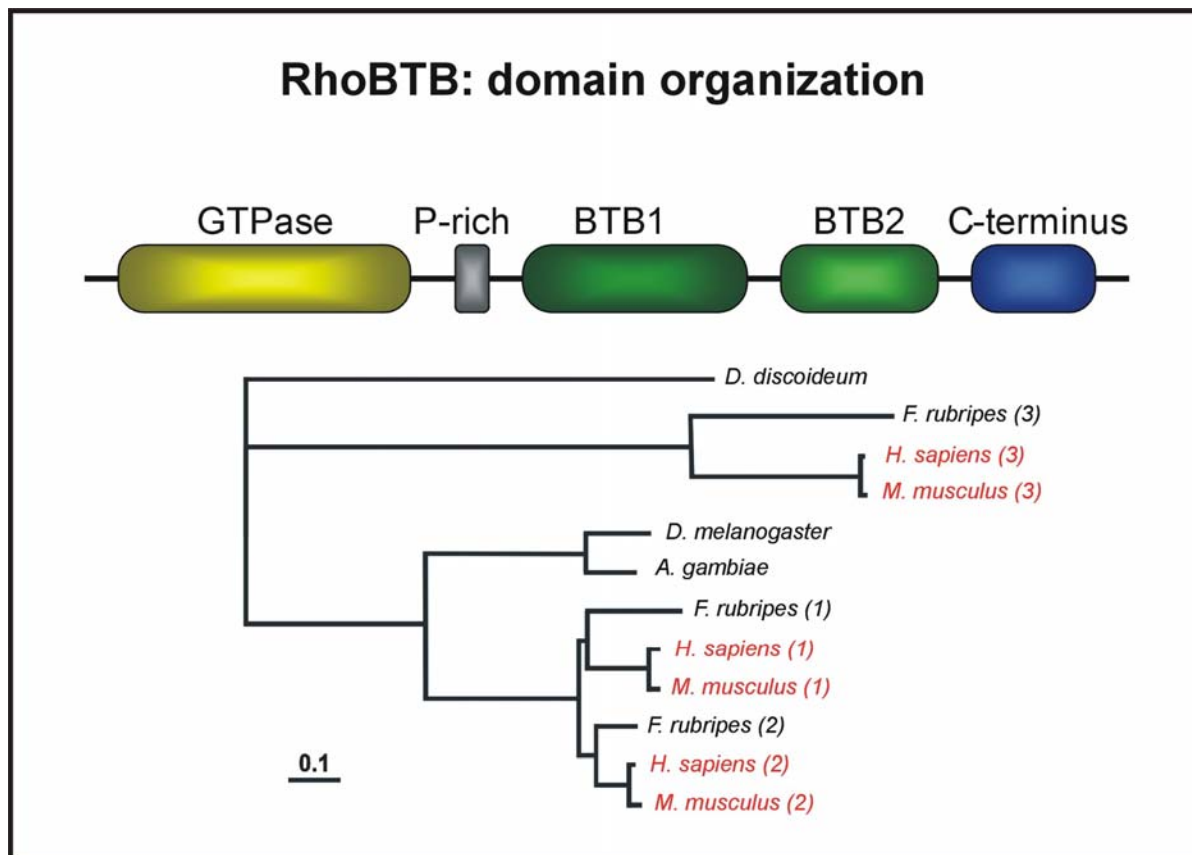 RhoBTB: domain organization
GTPase P-rich BTB1 BTB2 C-terminus
D. discoideum
F. rubripes (3)
H. sapiens (3)
M. musculus (3)
D. melanogaster
A. gambiae
F. rubripes (1)
H. sapiens (1)
M. musculus (1)
F. rubripes (2)
H. sapiens (2)
0.1
M. musculus (2)